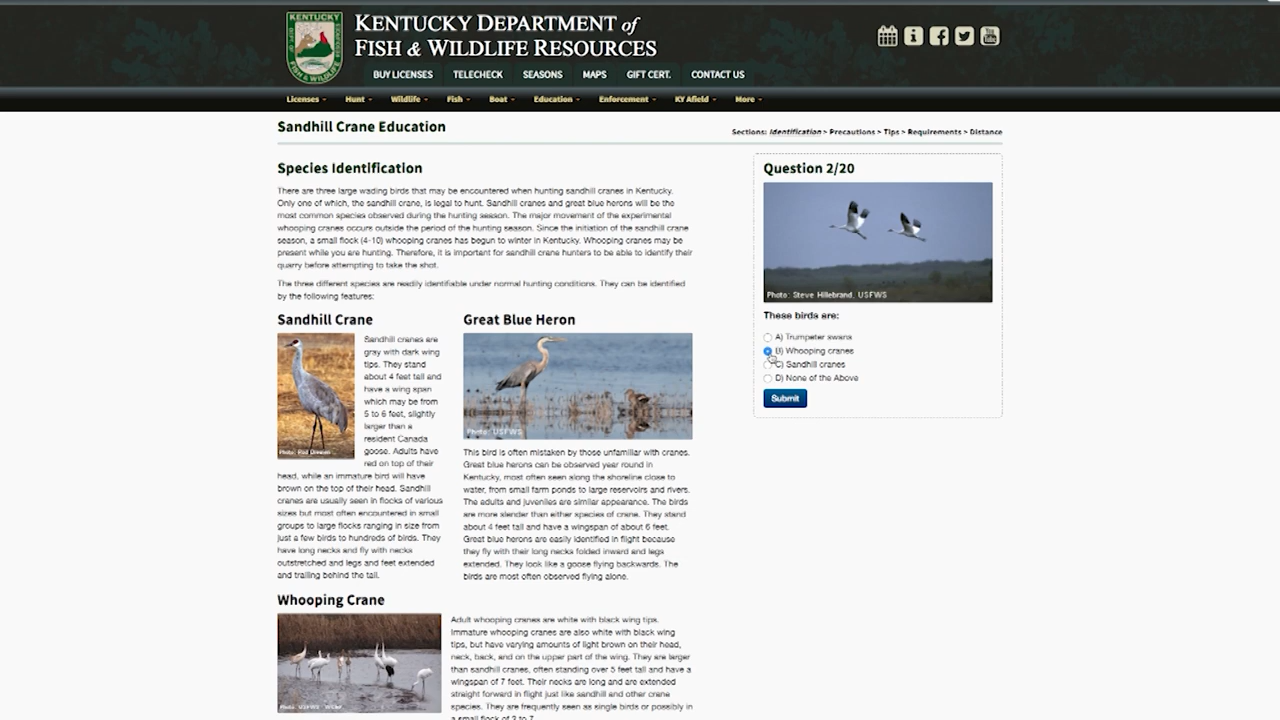 KENTUCKY DEPARTMENT of
FISH & WILDLIFE RESOURCES
KENTUCKY
FISH & WILDLIFE
BUY LICENSES TELECHECK SEASONS MAPS GIFT CERT. CONTACT US
Licenses Hunt Wildlife Fish Boat Education Enforcement KY Afield More
Sandhill Crane Education
Sections: Identification > Precautions > Tips > Requirements > Distance
Species Identification
There are three large wading birds that may be encountered when hunting sandhill cranes in Kentucky.
Only one of which, the sandhill crane, is legal to hunt. Sandhill cranes and great blue herons will be the
most common species observed during the hunting season. The major movement of the experimental
whooping cranes occurs outside the period of the hunting season. Since the initiation of the sandhill crane
season, a small flock (4-10) whooping cranes has begun to winter in Kentucky. Whooping cranes may be
present while you are hunting. Therefore, it is important for sandhill crane hunters to be able to identify their
quarry before attempting to take the shot.
The three different species are readily identifiable under normal hunting conditions. They can be identified
by the following features:
Sandhill Crane
Sandhill cranes are
gray with dark wing
tips. They stand
about 4 feet tall and
have a wing span
which may be from
5 to 6 feet, slightly
larger than a
resident Canada
goose. Adults have
red on top of their
head, while an immature bird will have
brown on the top of their head. Sandhill
cranes are usually seen in flocks of various
sizes but most often encountered in small
groups to large flocks ranging in size from
just a few birds to hundreds of birds. They
have long necks and fly with necks
outstretched and legs and feet extended
and trailing behind the tail.
Great Blue Heron
Photo: USFWS
This bird is often mistaken by those unfamiliar with cranes.
Great blue herons can be observed year round in
Kentucky, most often seen along the shoreline close to
water, from small farm ponds to large reservoirs and rivers.
The adults and juveniles are similar appearance. The birds
are more slender than either species of crane. They stand
about 4 feet tall and have a wingspan of about 6 feet.
Great blue herons are easily identified in flight because
they fly with their long necks folded inward and legs
extended. They look like a goose flying backwards. The
birds are most often observed flying alone.
Whooping Crane
Adult whooping cranes are white with black wing tips.
Immature whooping cranes are also white with black wing
tips, but have varying amounts of light brown on their head,
neck, back, and on the upper part of the wing. They are larger
than sandhill cranes, often standing over 5 feet tall and have a
wingspan of 7 feet. Their necks are long and are extended
straight forward in flight just like sandhill and other crane
species. They are frequently seen as single birds or possibly in
a small flock of 2 to 7.
Question 2/20
Photo: Steve Hillebrand, USFWS
These birds are:
A) Trumpeter swans
B) Whooping cranes
C) Sandhill cranes
D) None of the Above
Submit